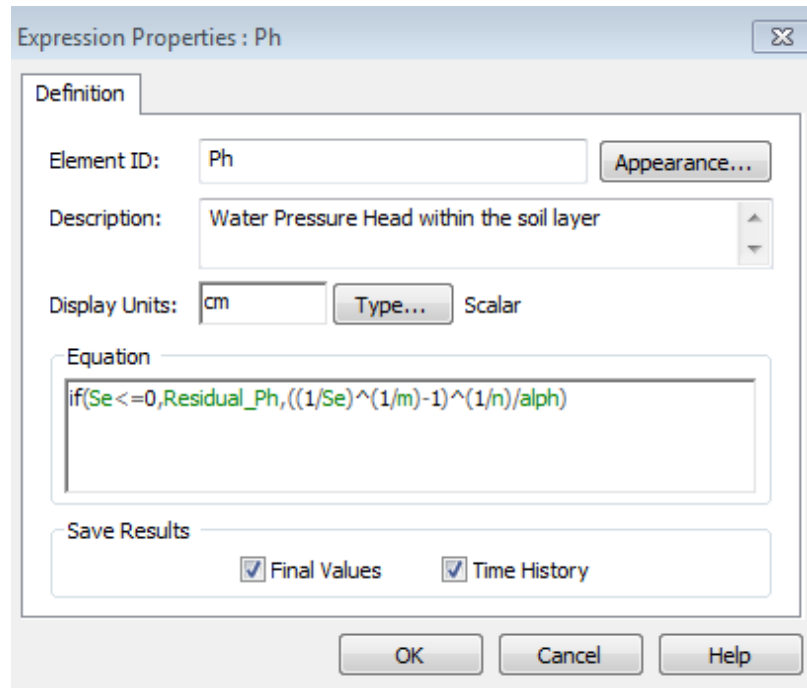 Expression Properties : Ph
Definition
Element ID: Ph Appearance...
Description: Water Pressure Head within the soil layer
Display Units: cm Type... Scalar
Equation
if(Se<=0,Residual_Ph,((1/Se)^(1/m)-1)^(1/n)/alph)
Save Results
Final Values Time History
OK Cancel Help